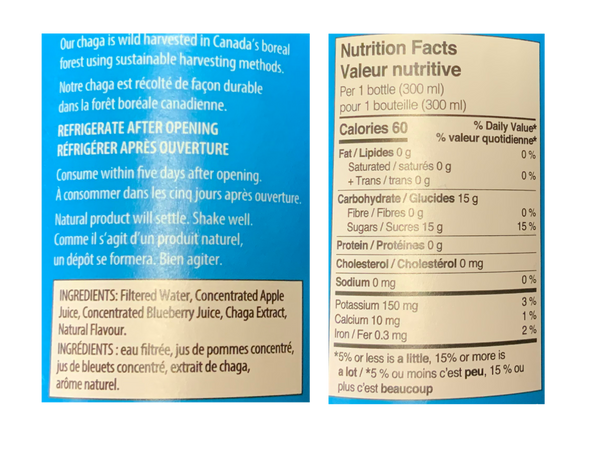 Our chaga is wild harvested in Canada's boreal
forest using sustainable harvesting methods.
Notre chaga est récolté de façon durable
dans la forêt boréale canadienne.
REFRIGERATE AFTER OPENING
RÉFRIGÉRER APRÈS OUVERTURE
Consume within five days after opening.
À consommer dans les cinq jours après ouverture.
Natural product will settle. Shake well.
Comme il s'agit d'un produit naturel,
un dépôt se formera. Bien agiter.
INGREDIENTS: Filtered Water, Concentrated Apple
Juice, Concentrated Blueberry Juice, Chaga Extract,
Natural Flavour.
INGRÉDIENTS : eau filtrée, jus de pommes concentré,
jus de bleuets concentré, extrait de chaga,
arôme naturel.
Nutrition Facts
Valeur nutritive
Per 1 bottle (300 ml)
pour 1 bouteille (300 ml)
Calories 60 % Daily Value*
% valeur quotidienne*
Fat / Lipides 0 g 0 %
Saturated / saturés 0 g
+ Trans / trans 0 g 0 %
Carbohydrate / Glucides 15 g
Fibre / Fibres 0 g 0 %
Sugars / Sucres 15 g 15 %
Protein / Protéines 0 g
Cholesterol / Cholestérol 0 mg
Sodium 0 mg 0 %
Potassium 150 mg 3 %
Calcium 10 mg 1 %
Iron / Fer 0.3 mg 2 %
*5% or less is a little, 15% or more is
a lot / *5 % ou moins c'est peu, 15 % ou
plus c'est beaucoup